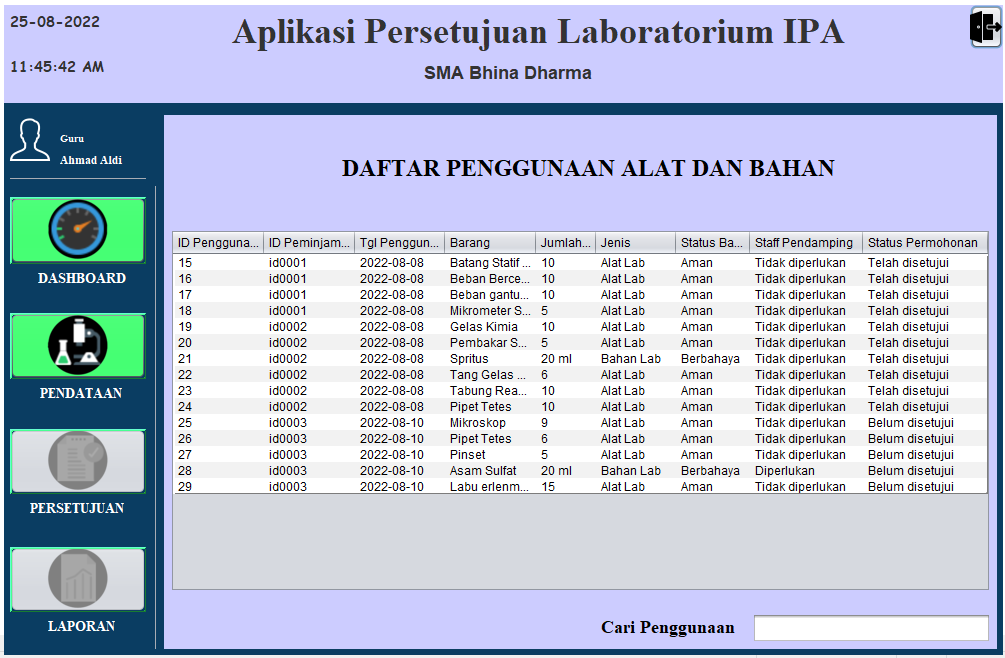 25-08-2022
Aplikasi Persetujuan Laboratorium IPA
11:45:42 AM
SMA Bhina Dharma
Guru
Ahmad Aldi
DASHBOARD
PENDATAAN
PERSETUJUAN
LAPORAN
DAFTAR PENGGUNAAN ALAT DAN BAHAN
ID Pengguna... ID Peminjam... Tgl Penggun... Barang Jumlah... Jenis Status Ba... Staff Pendamping Status Permohonan
15 id0001 2022-08-08 Batang Statif ... 10 Alat Lab Aman Tidak diperlukan Telah disetujui
16 id0001 2022-08-08 Beban Berce... 10 Alat Lab Aman Tidak diperlukan Telah disetujui
17 id0001 2022-08-08 Beban gantu... 10 Alat Lab Aman Tidak diperlukan Telah disetujui
18 id0001 2022-08-08 Mikrometer S... 5 Alat Lab Aman Tidak diperlukan Telah disetujui
19 id0002 2022-08-08 Gelas Kimia 10 Alat Lab Aman Tidak diperlukan Telah disetujui
20 id0002 2022-08-08 Pembakar S... 5 Alat Lab Aman Tidak diperlukan Telah disetujui
21 id0002 2022-08-08 Spritus 20 ml Bahan Lab Berbahaya Tidak diperlukan Telah disetujui
22 id0002 2022-08-08 Tang Gelas ... 6 Alat Lab Aman Tidak diperlukan Telah disetujui
23 id0002 2022-08-08 Tabung Rea... 10 Alat Lab Aman Tidak diperlukan Telah disetujui
24 id0002 2022-08-08 Pipet Tetes 10 Alat Lab Aman Tidak diperlukan Telah disetujui
25 id0003 2022-08-10 Mikroskop 9 Alat Lab Aman Tidak diperlukan Belum disetujui
26 id0003 2022-08-10 Pipet Tetes 6 Alat Lab Aman Tidak diperlukan Belum disetujui
27 id0003 2022-08-10 Pinset 5 Alat Lab Aman Tidak diperlukan Belum disetujui
28 id0003 2022-08-10 Asam Sulfat 20 ml Bahan Lab Berbahaya Diperlukan Belum disetujui
29 id0003 2022-08-10 Labu erlenm... 15 Alat Lab Aman Tidak diperlukan Belum disetujui
Cari Penggunaan